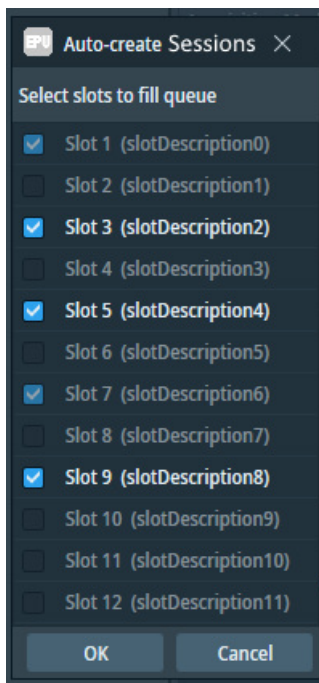 EPU Auto-create Sessions
Select slots to fill queue
Slot 1 (slotDescription0)
Slot 2 (slotDescription1)
Slot 3 (slotDescription2)
Slot 4 (slotDescription3)
Slot 5 (slotDescription4)
Slot 6 (slotDescription5)
Slot 7 (slotDescription6)
Slot 8 (slotDescription7)
Slot 9 (slotDescription8)
Slot 10 (slotDescription9)
Slot 11 (slotDescription10)
Slot 12 (slotDescription11)
OK Cancel